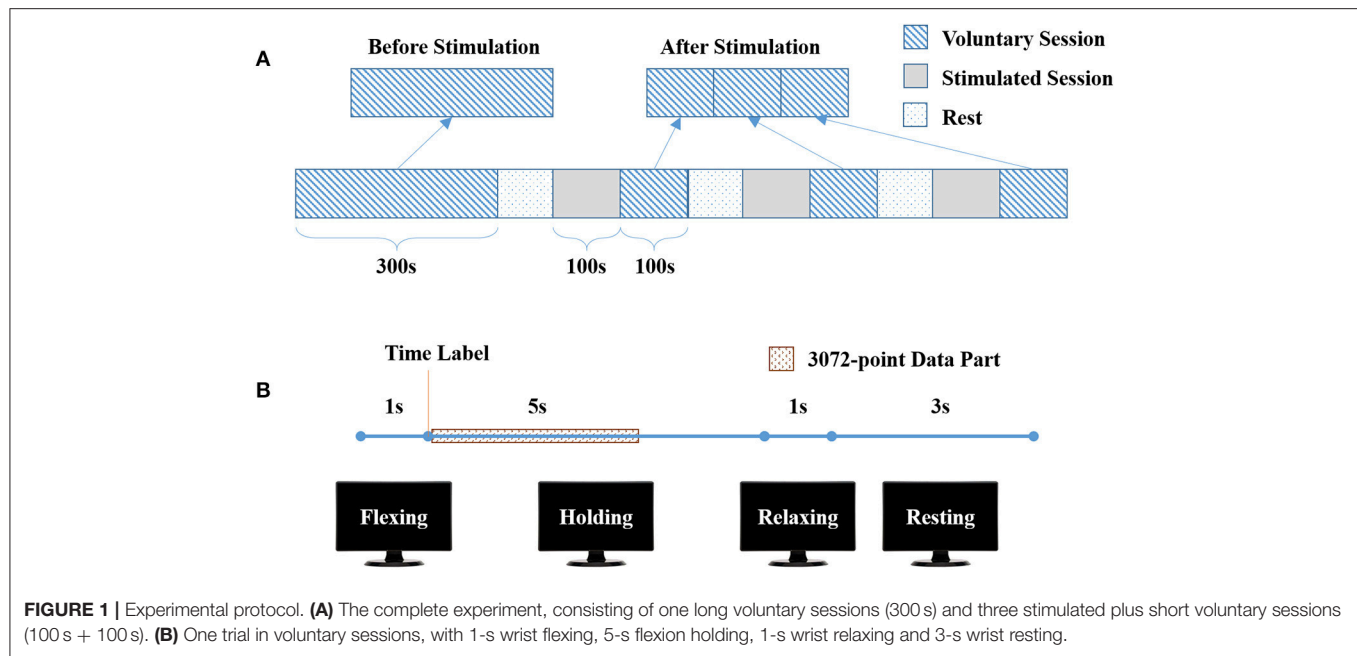 A
Before Stimulation
After Stimulation
Voluntary Session
Stimulated Session
Rest
300s
100s
100s
B
Time Label
3072-point Data Part
1s
5s
1s
3s
Flexing
Holding
Relaxing
Resting
FIGURE 1 | Experimental protocol. (A) The complete experiment, consisting of one long voluntary sessions (300 s) and three stimulated plus short voluntary sessions
(100 s + 100 s). (B) One trial in voluntary sessions, with 1-s wrist flexing, 5-s flexion holding, 1-s wrist relaxing and 3-s wrist resting.